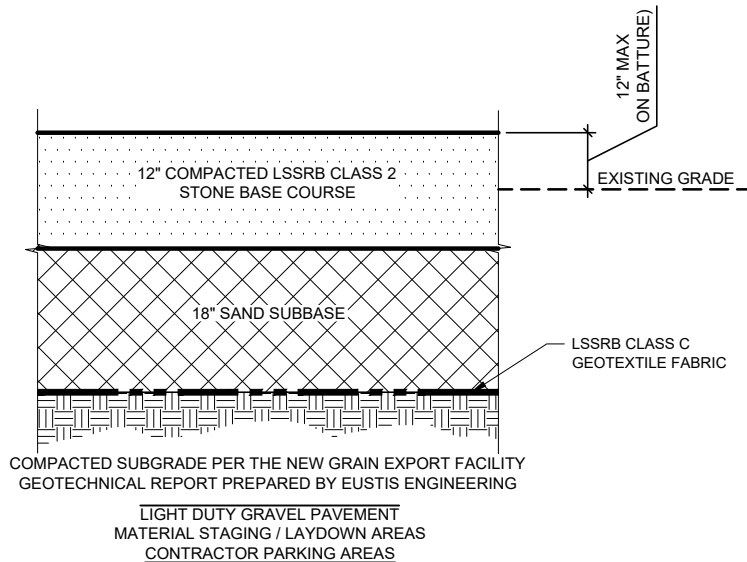 12" MAX
ON BATTURE)
12" COMPACTED LSSRB CLASS 2
STONE BASE COURSE
EXISTING GRADE
18" SAND SUBBASE
LSSRB CLASS C
GEOTEXTILE FABRIC
COMPACTED SUBGRADE PER THE NEW GRAIN EXPORT FACILITY
GEOTECHNICAL REPORT PREPARED BY EUSTIS ENGINEERING
LIGHT DUTY GRAVEL PAVEMENT
MATERIAL STAGING / LAYDOWN AREAS
CONTRACTOR PARKING AREAS